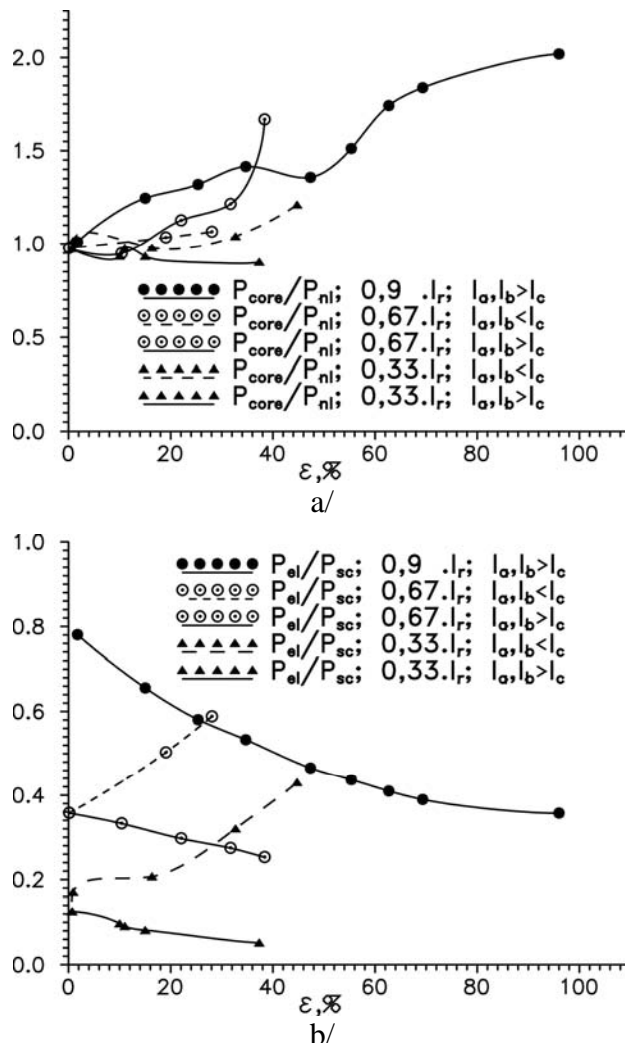 2.0
1.5
1.0
P_core/P_nl; 0,9 .I_r; I_a,I_b>I_c
P_core/P_nl; 0,67.I_r; I_a,I_b<I_c
P_core/P_nl; 0,67.I_r; I_a,I_b>I_c
P_core/P_nl; 0,33.I_r; I_a,I_b<I_c
P_core/P_nl; 0,33.I_r; I_a,I_b>I_c
0.5
0.0
0 20 40 60 80 100
ε,%
a/
1.0
P_el/P_sc; 0,9 .I_r; I_a,I_b>I_c
P_el/P_sc; 0,67.I_r; I_a,I_b<I_c
P_el/P_sc; 0,67.I_r; I_a,I_b>I_c
P_el/P_sc; 0,33.I_r; I_a,I_b<I_c
P_el/P_sc; 0,33.I_r; I_a,I_b>I_c
0.8
0.6
0.4
0.2
0.0
0 20 40 60 80 100
ε,%
b/